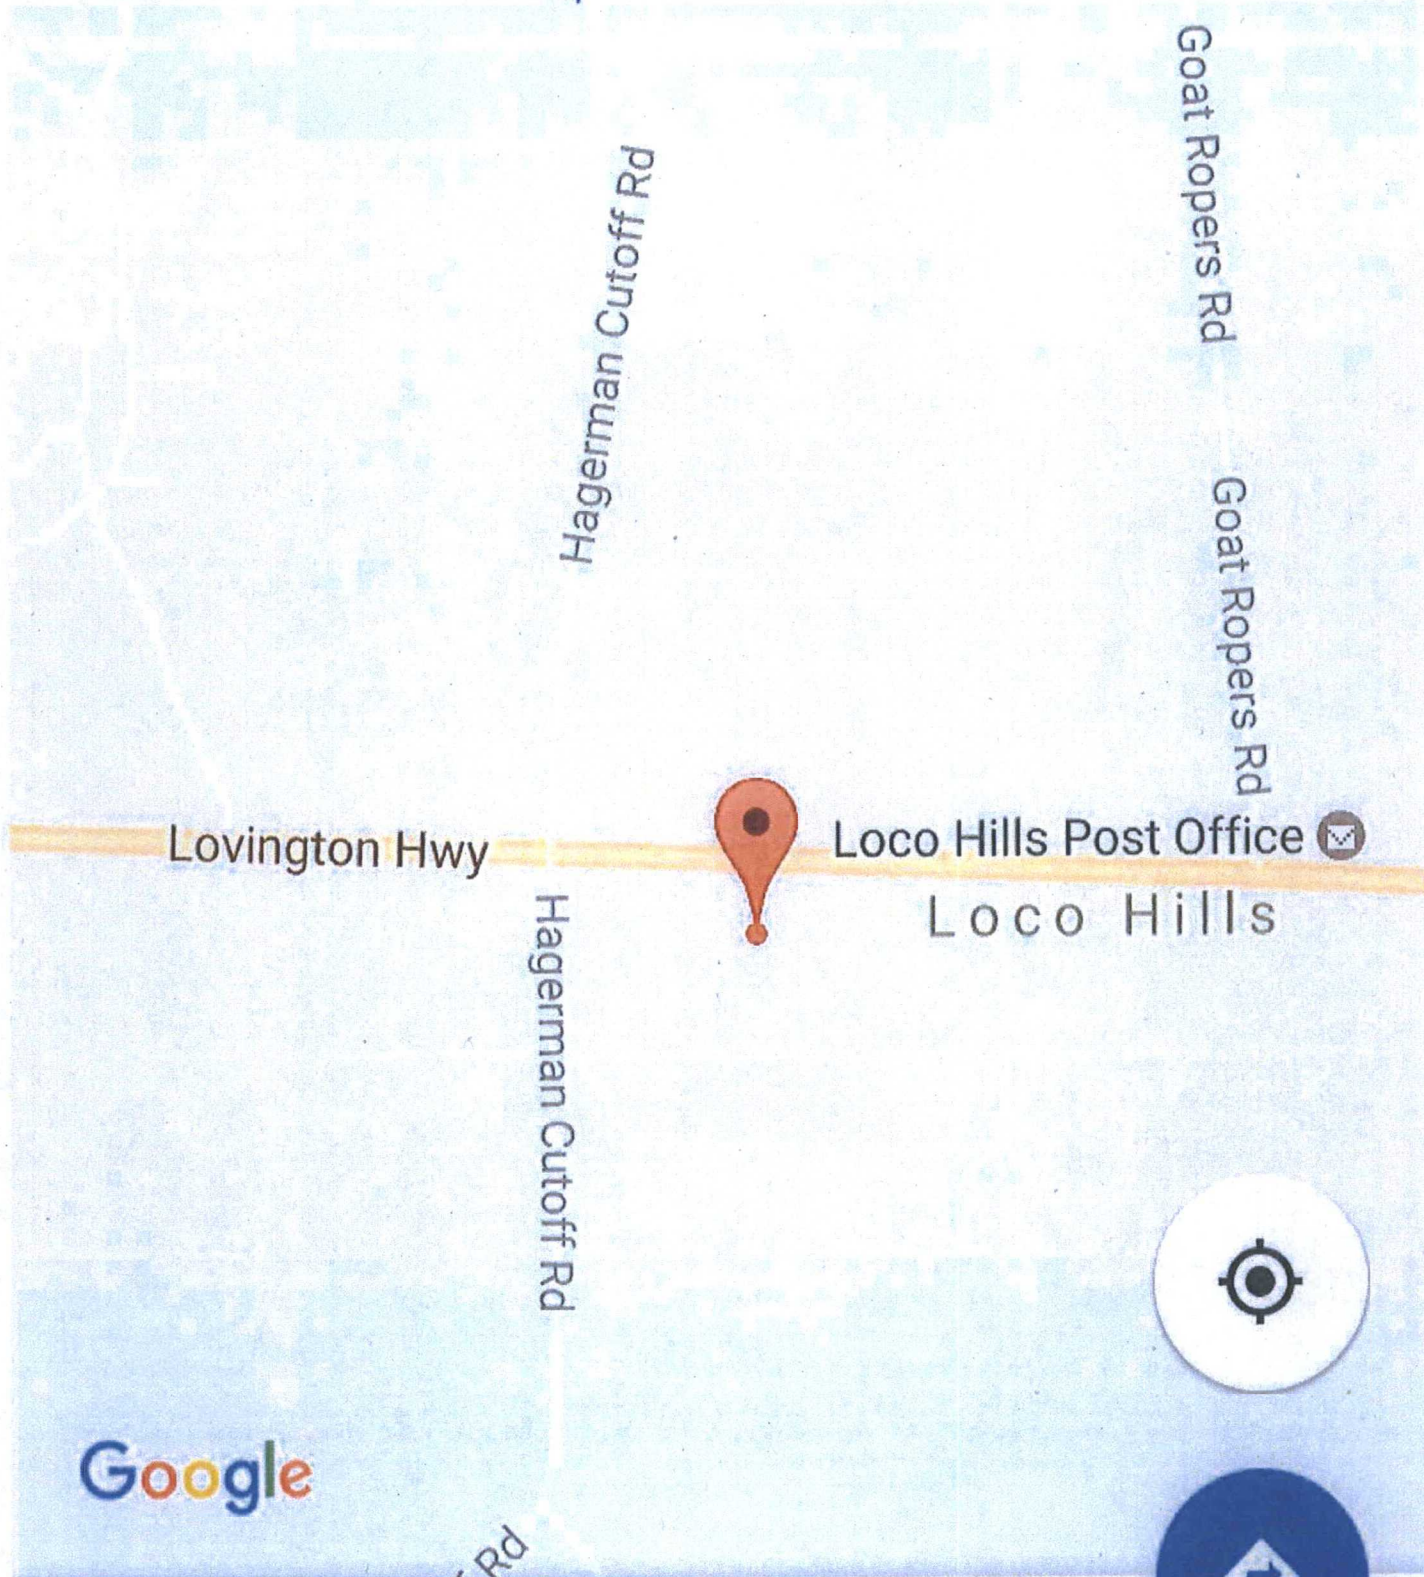 Goat Ropers Rd
Hagerman Cutoff Rd
Goat Ropers Rd
Lovington Hwy
Loco Hills Post Office
Loco Hills
Hagerman Cutoff Rd
Google
Rd